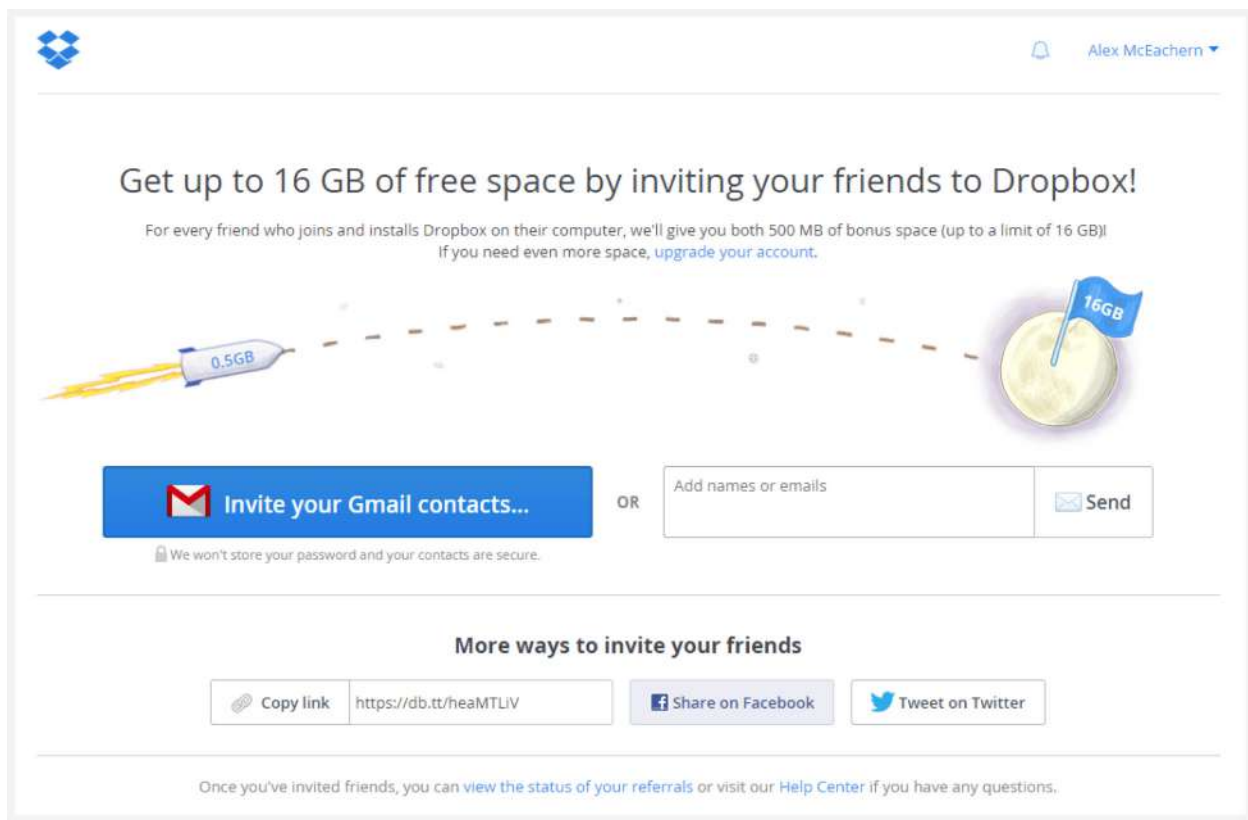 Alex McEachern
Get up to 16 GB of free space by inviting your friends to Dropbox!
For every friend who joins and installs Dropbox on their computer, we'll give you both 500 MB of bonus space (up to a limit of 16 GB)!
If you need even more space, upgrade your account.
16GB
0.5GB
Invite your Gmail contacts...
OR
Add names or emails
Send
We won't store your password and your contacts are secure.
More ways to invite your friends
Copy link
https://db.tt/heaMTLiV
Share on Facebook
Tweet on Twitter
Once you've invited friends, you can view the status of your referrals or visit our Help Center if you have any questions.